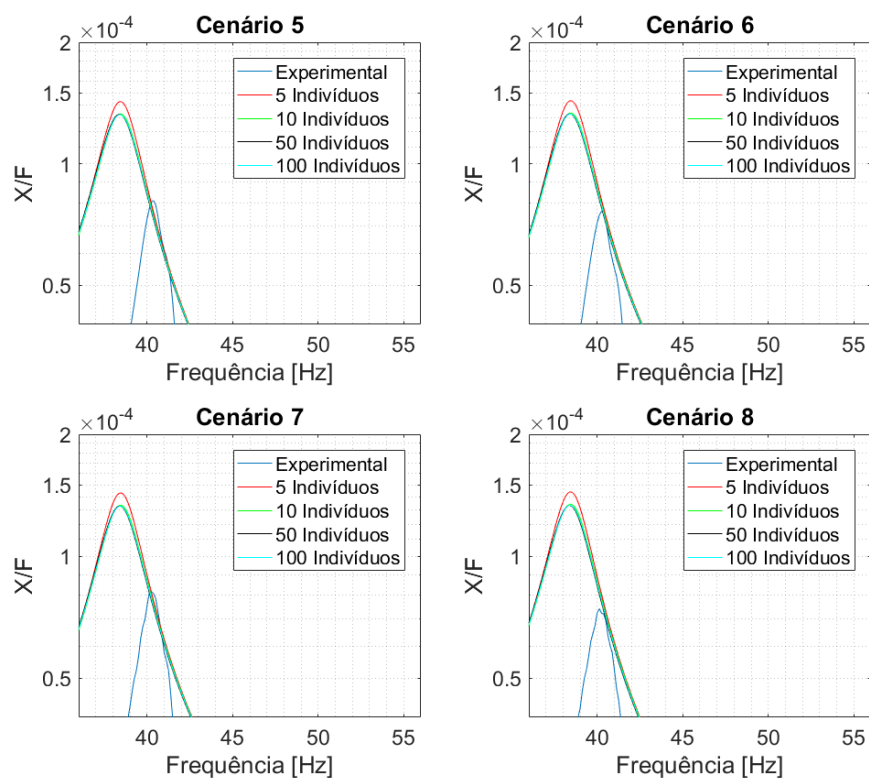 Cenário 5
×10⁻⁴
2
1.5
1
0.5
X/F
40
45
50
55
Frequência [Hz]
Experimental
5 Indivíduos
10 Indivíduos
50 Indivíduos
100 Indivíduos
Cenário 6
×10⁻⁴
2
1.5
1
0.5
X/F
40
45
50
55
Frequência [Hz]
Experimental
5 Indivíduos
10 Indivíduos
50 Indivíduos
100 Indivíduos
Cenário 7
×10⁻⁴
2
1.5
1
0.5
X/F
40
45
50
55
Frequência [Hz]
Experimental
5 Indivíduos
10 Indivíduos
50 Indivíduos
100 Indivíduos
Cenário 8
×10⁻⁴
2
1.5
1
0.5
X/F
40
45
50
55
Frequência [Hz]
Experimental
5 Indivíduos
10 Indivíduos
50 Indivíduos
100 Indivíduos